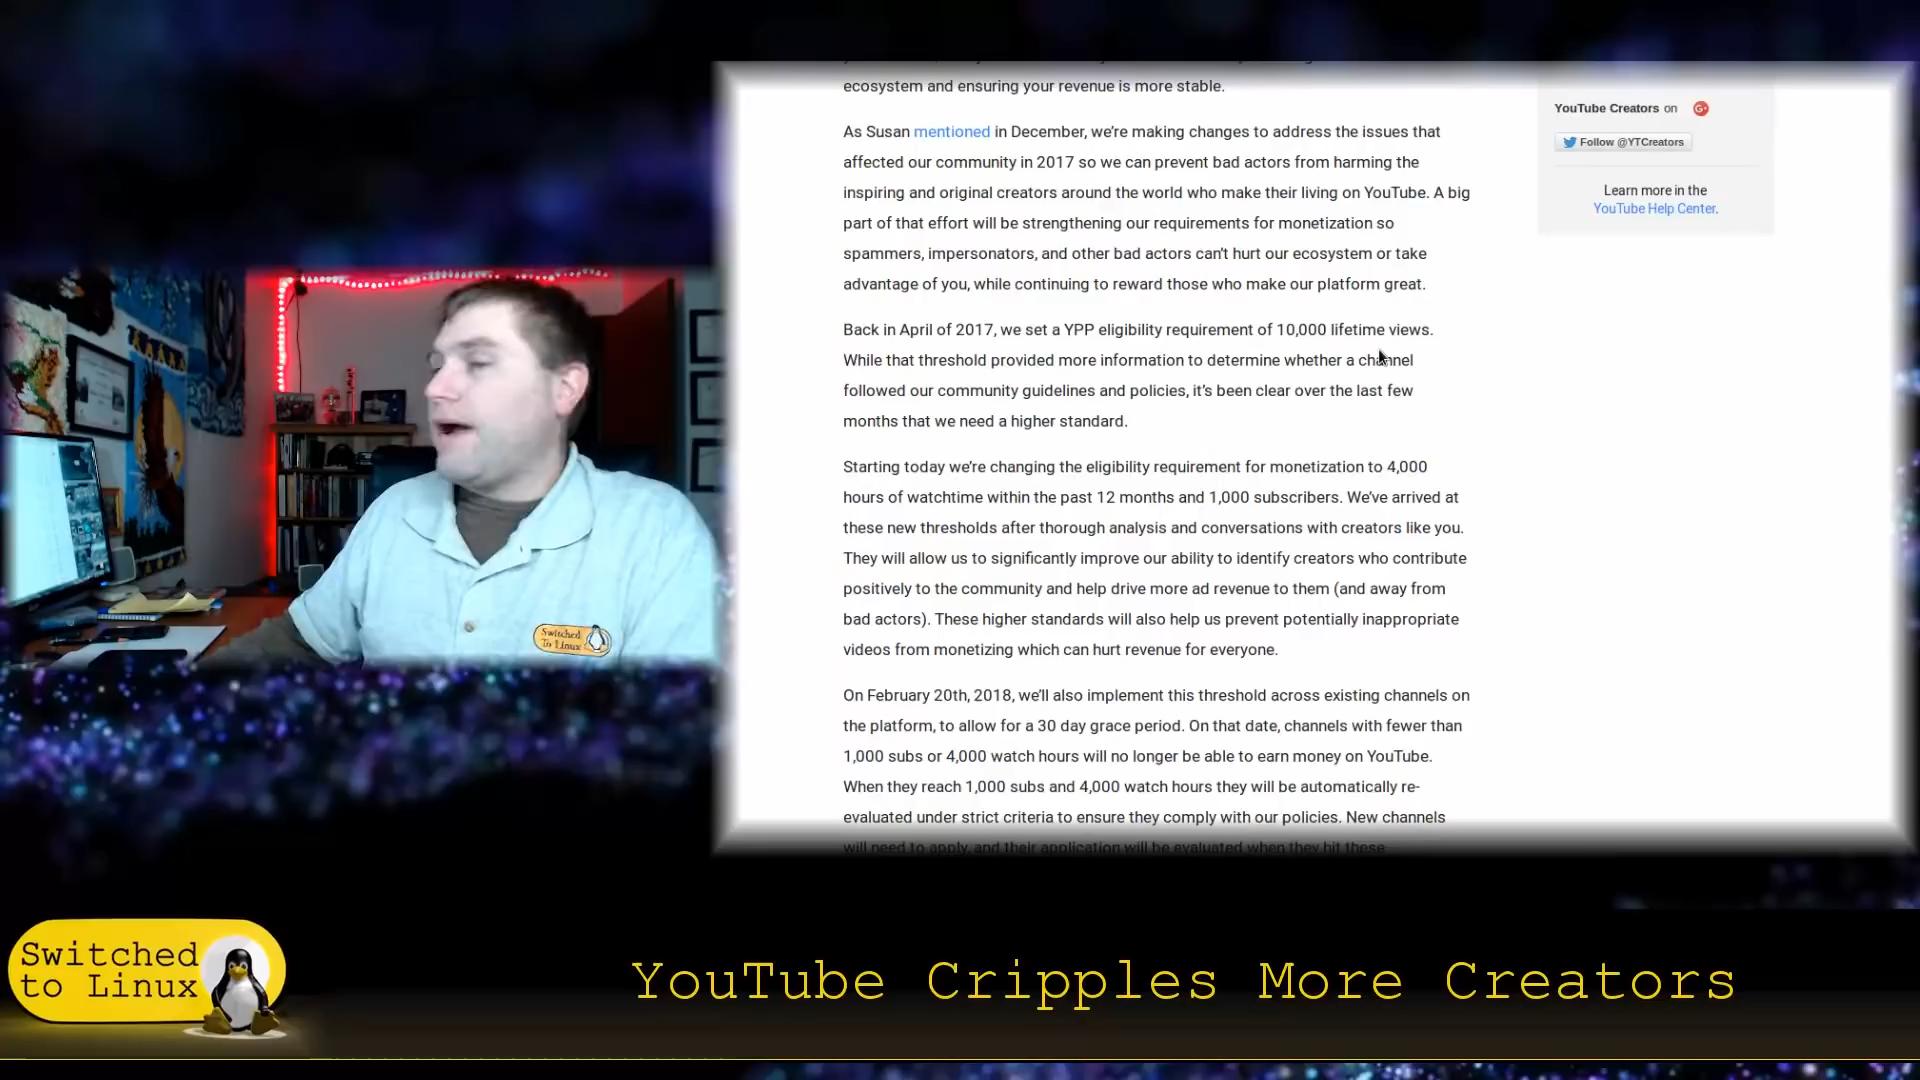 ecosystem and ensuring your revenue is more stable.
As Susan mentioned in December, we’re making changes to address the issues that
affected our community in 2017 so we can prevent bad actors from harming the
inspiring and original creators around the world who make their living on YouTube. A big
part of that effort will be strengthening our requirements for monetization so
spammers, impersonators, and other bad actors can’t hurt our ecosystem or take
advantage of you, while continuing to reward those who make our platform great.
Back in April of 2017, we set a YPP eligibility requirement of 10,000 lifetime views.
While that threshold provided more information to determine whether a channel
followed our community guidelines and policies, it’s been clear over the last few
months that we need a higher standard.
Starting today we’re changing the eligibility requirement for monetization to 4,000
hours of watchtime within the past 12 months and 1,000 subscribers. We’ve arrived at
these new thresholds after thorough analysis and conversations with creators like you.
They will allow us to significantly improve our ability to identify creators who contribute
positively to the community and help drive more ad revenue to them (and away from
bad actors). These higher standards will also help us prevent potentially inappropriate
videos from monetizing which can hurt revenue for everyone.
On February 20th, 2018, we’ll also implement this threshold across existing channels on
the platform, to allow for a 30 day grace period. On that date, channels with fewer than
1,000 subs or 4,000 watch hours will no longer be able to earn money on YouTube.
When they reach 1,000 subs and 4,000 watch hours they will be automatically re-
evaluated under strict criteria to ensure they comply with our policies. New channels
will need to apply, and their application will be evaluated when they hit these
YouTube Creators on
Follow @YTCreators
Learn more in the
YouTube Help Center.
Switched
To Linux
Switched
to Linux
YouTube Cripples More Creators